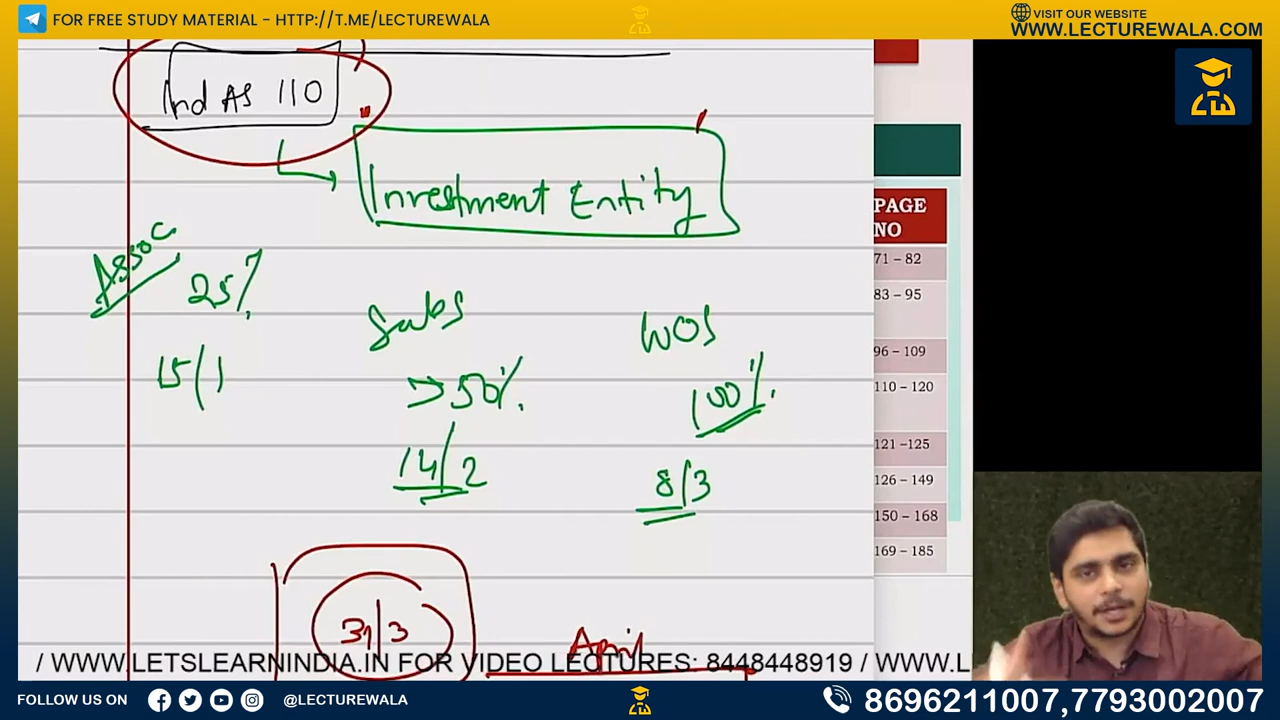 FOR FREE STUDY MATERIAL - HTTP://T.ME/LECTUREWALA
VISIT OUR WEBSITE
WWW.LECTUREWALA.COM
Ind AS 110
Investment Entity
Assoc
25%
Subs
WOS
15/1
>50%
100%
14/2
8/3
31/3
April
PAGE
NO
71 – 82
83 – 95
96 – 109
110 – 120
121 –125
126 – 149
150 – 168
169 – 185
/ WWW.LETSLEARNINDIA.IN FOR VIDEO LECTURES: 8448448919 / WWW.L
FOLLOW US ON
@LECTUREWALA
8696211007,7793002007